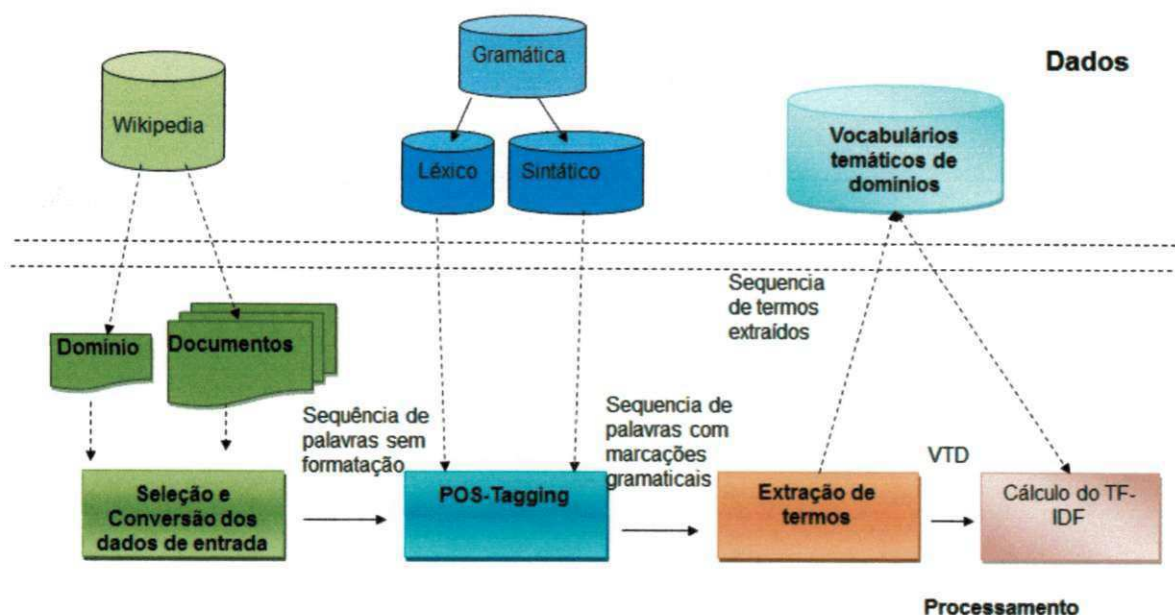 Gramática
Dados
Wikipedia
Léxico
Sintático
Vocabulários
temáticos de
domínios
Sequencia
de termos
extraídos
Domínio
Documentos
Sequência de
palavras sem
formatação
Sequencia de
palavras com
marcações
gramaticais
VTD
Seleção e
Conversão dos
dados de entrada
POS-Tagging
Extração de
termos
Cálculo do TF-
IDF
Processamento